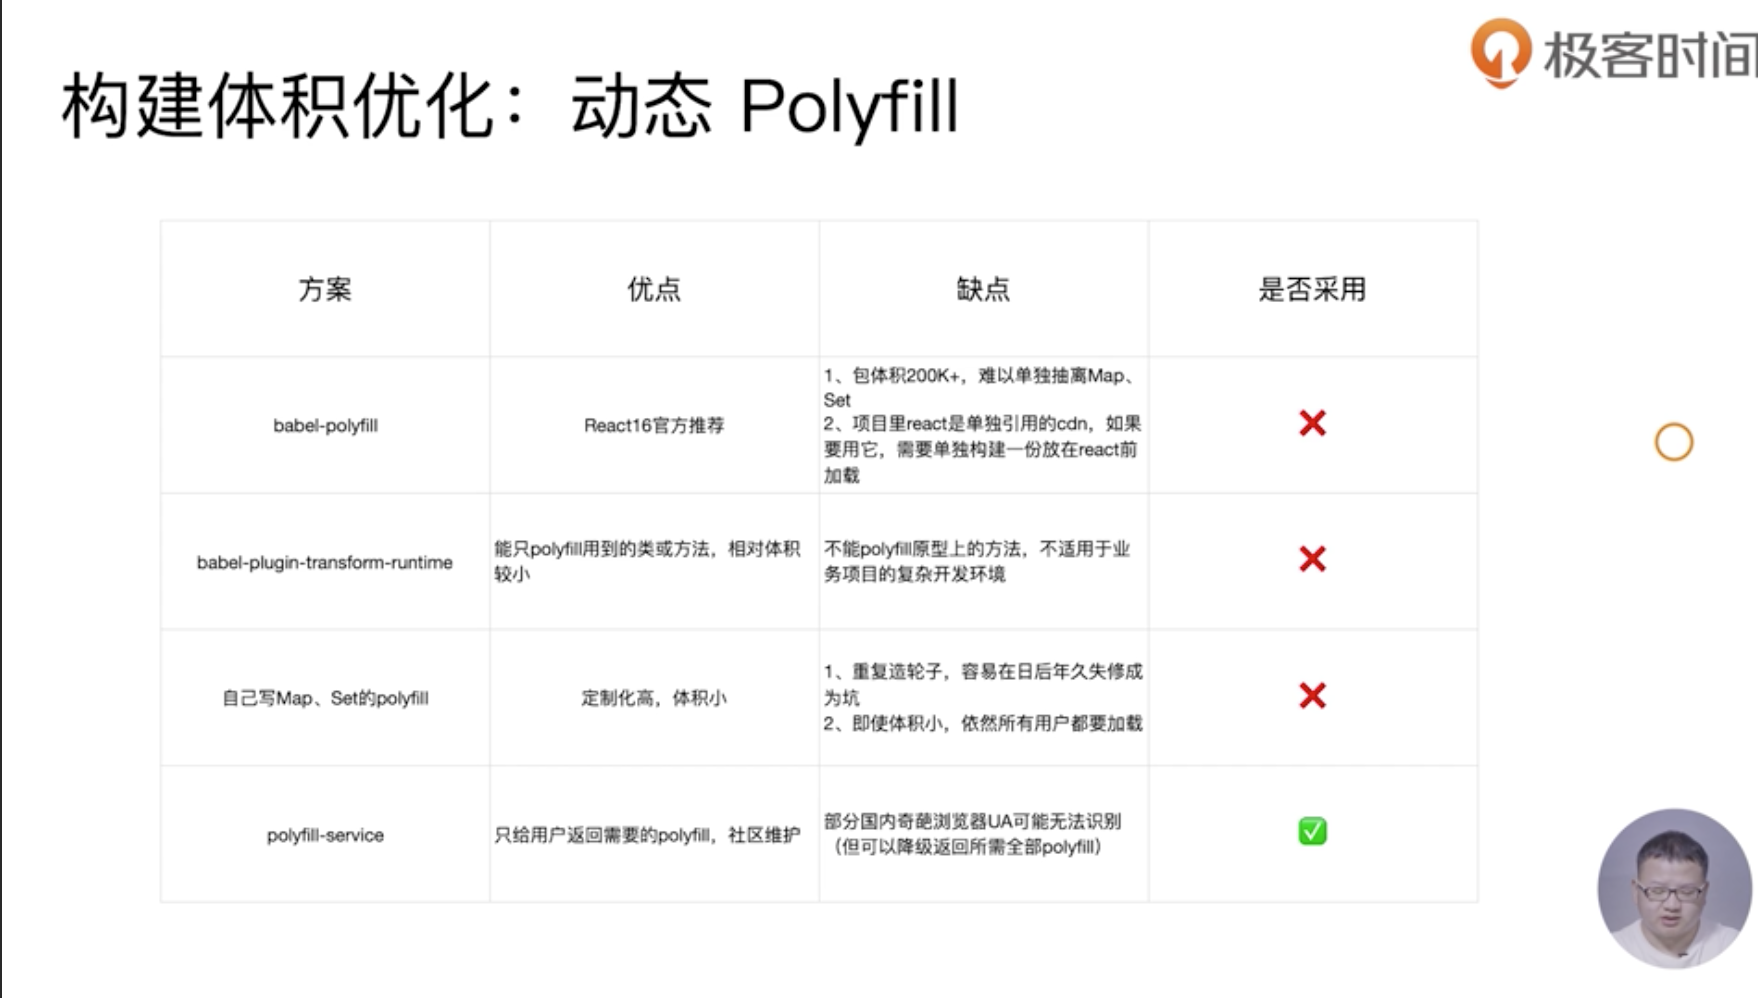 极客时间
构建体积优化：动态 Polyfill
方案
优点
缺点
是否采用
babel-polyfill
React16官方推荐
1、包体积200K+，难以单独抽离Map、
Set
2、项目里react是单独引用的cdn，如果
要用它，需要单独构建一份放在react前
加载
babel-plugin-transform-runtime
能只polyfill用到的类或方法，相对体积
较小
不能polyfill原型上的方法，不适用于业
务项目的复杂开发环境
自己写Map、Set的polyfill
定制化高，体积小
1、重复造轮子，容易在日后年久失修成
为坑
2、即使体积小，依然所有用户都要加载
polyfill-service
只给用户返回需要的polyfill，社区维护
部分国内奇葩浏览器UA可能无法识别
（但可以降级返回所需全部polyfill）